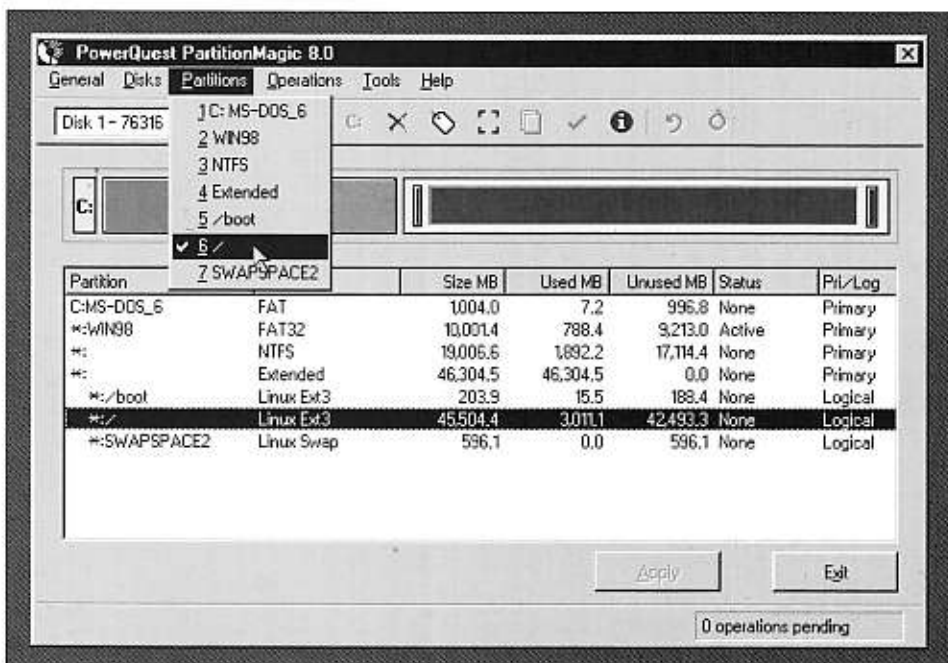 PowerQuest PartitionMagic 8.0
General Disks Partitions Operations Tools Help
Disk 1 - 76316
1 C: MS-DOS_6
2 WIN98
3 NTFS
4 Extended
5 /boot
6 /
7 SWAPSPACE2
C:
C:
Partition Size MB Used MB Unused MB Status Pri/Log
C:MS-DOS_6 FAT 1,004.0 7.2 996.8 None Primary
*:WIN98 FAT32 10,001.4 788.4 9,213.0 Active Primary
*: NTFS 19,006.6 1,892.2 17,114.4 None Primary
*: Extended 46,304.5 46,304.5 0.0 None Primary
*:/boot Linux Ext3 203.9 15.5 188.4 None Logical
*:/ Linux Ext3 45,504.4 3,011.1 42,493.3 None Logical
*:SWAPSPACE2 Linux Swap 596.1 0.0 596.1 None Logical
Apply Exit
0 operations pending